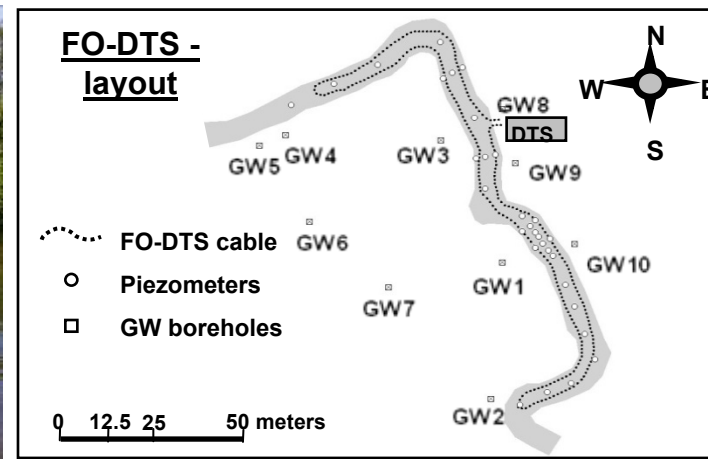 FO-DTS -
layout
N
W
E
S
GW8
DTS
GW5
GW4
GW3
GW9
GW6
GW10
GW1
GW7
GW2
FO-DTS cable
Piezometers
GW boreholes
0 12.5 25 50 meters